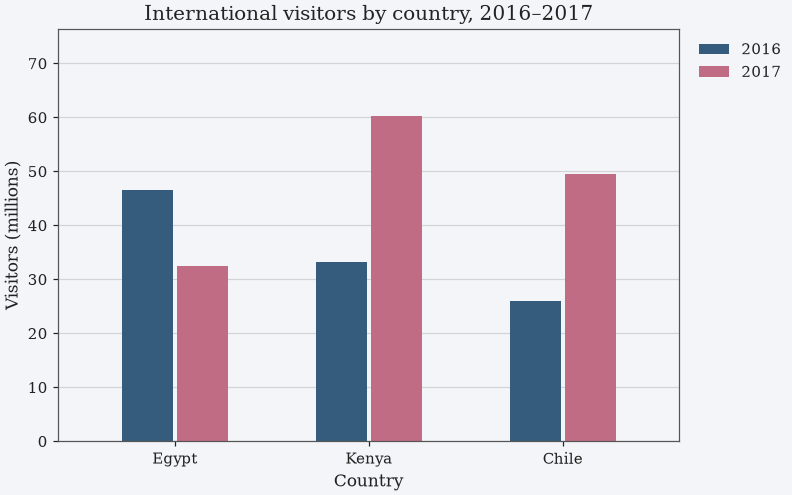 International visitors by country, 2016–2017
2016
2017
Visitors (millions)
70
60
50
40
30
20
10
0
Egypt
Kenya
Chile
Country